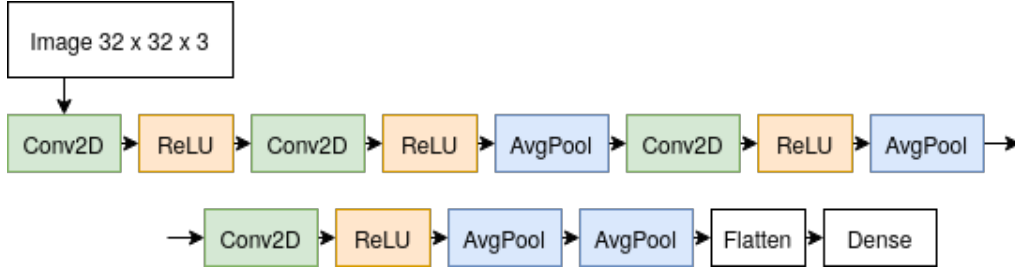 Image 32 x 32 x 3
Conv2D ReLU Conv2D ReLU AvgPool Conv2D ReLU AvgPool
Conv2D ReLU AvgPool AvgPool Flatten Dense